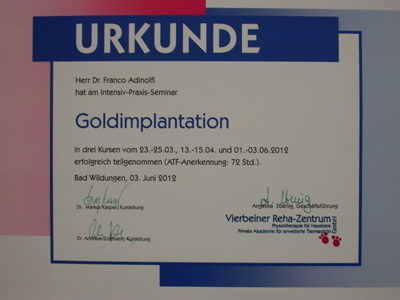 URKUNDE
Herr Dr. Franco Adinolfi
hat am Intensiv-Praxis-Seminar
Goldimplantation
in drei Kursen vom 23.-25.03., 13.-15.04. und 01.-03.06.2012
erfolgreich teilgenommen (ATF-Anerkennung: 72 Std.).
Bad Wildungen, 03. Juni 2012
Dr. Markus Kasper, Kursleitung
Angelika Ebenig, Geschäftsführung
Vierbeiner Reha-Zentrum GmbH
Physiotherapie für Haustiere
Private Akademie für erweiterte Tiermedizin
Dr. Andreas Zohmann, Kursleitung